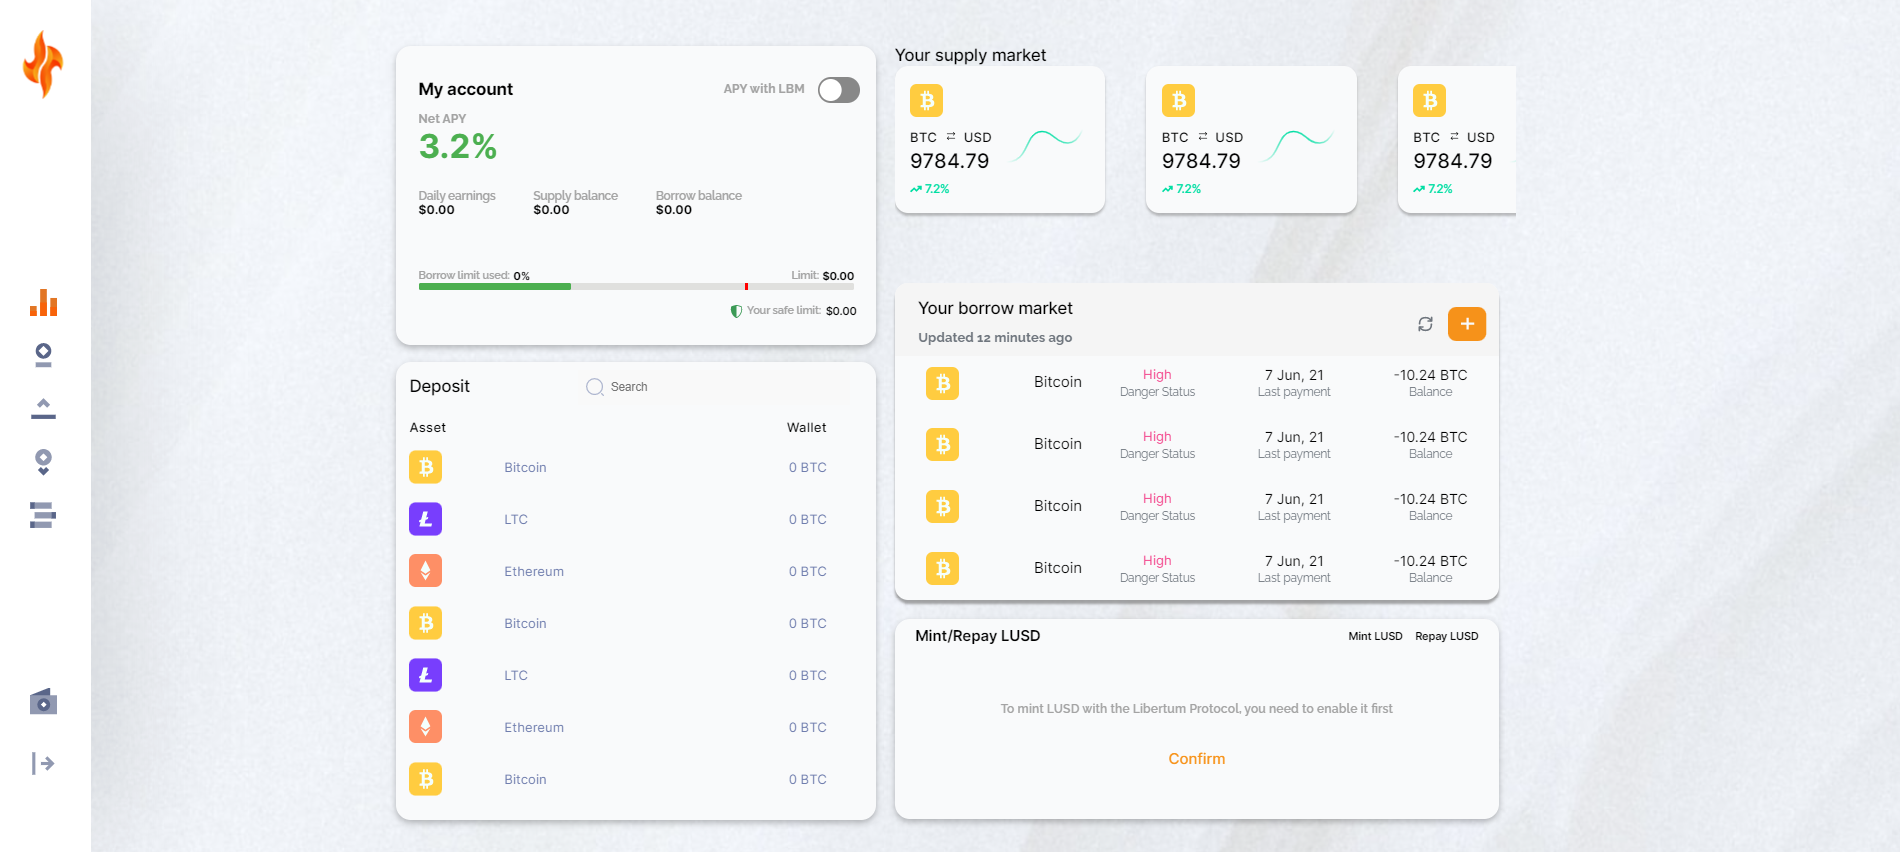 My account
APY with LBM
Net APY
3.2%
Daily earnings Supply balance Borrow balance
$0.00 $0.00 $0.00
Borrow limit used: 0% Limit: $0.00
Your safe limit: $0.00
Deposit
Search
Asset Wallet
Bitcoin 0 BTC
LTC 0 BTC
Ethereum 0 BTC
Bitcoin 0 BTC
LTC 0 BTC
Ethereum 0 BTC
Bitcoin 0 BTC
Your supply market
BTC ⇄ USD
9784.79
7.2%
BTC ⇄ USD
9784.79
7.2%
BTC ⇄ USD
9784.79
7.2%
Your borrow market
Updated 12 minutes ago
Bitcoin High 7 Jun, 21 -10.24 BTC
Danger Status Last payment Balance
Bitcoin High 7 Jun, 21 -10.24 BTC
Danger Status Last payment Balance
Bitcoin High 7 Jun, 21 -10.24 BTC
Danger Status Last payment Balance
Bitcoin High 7 Jun, 21 -10.24 BTC
Danger Status Last payment Balance
Mint/Repay LUSD Mint LUSD Repay LUSD
To mint LUSD with the Libertum Protocol, you need to enable it first
Confirm